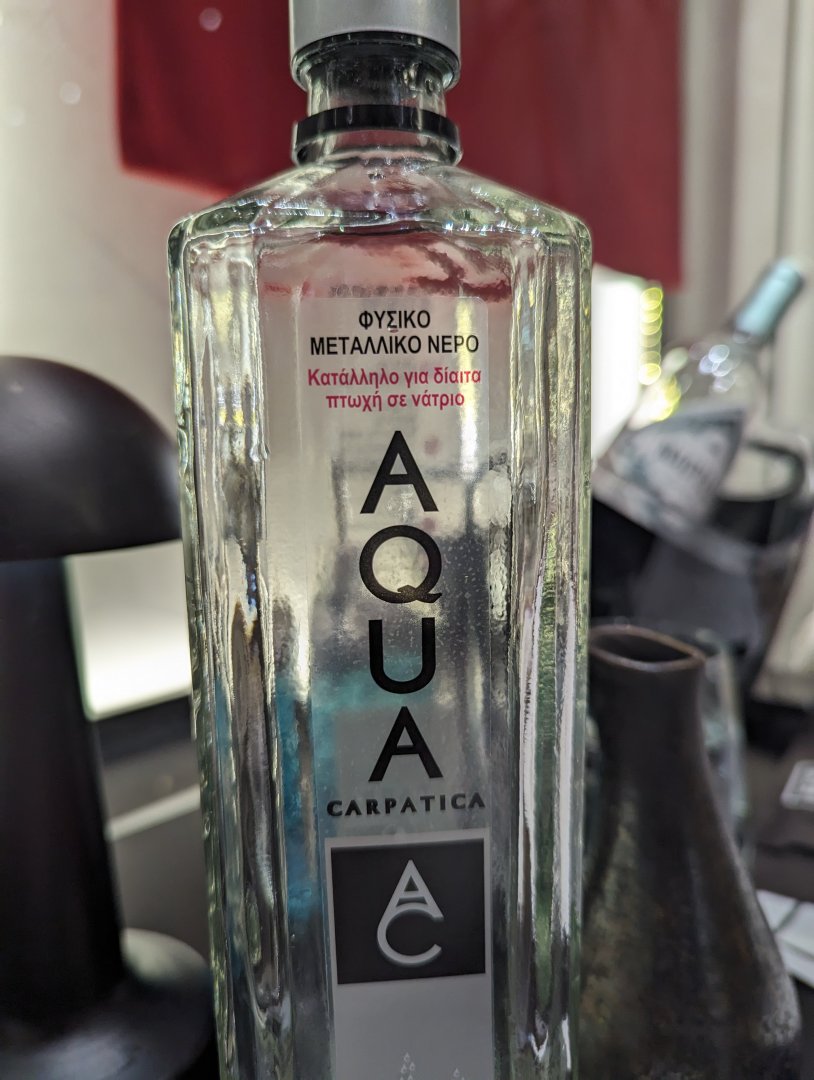 ΦΥΣΙΚΟ
ΜΕΤΑΛΛΙΚΟ ΝΕΡΟ
Κατάλληλο για δίαιτα
πτωχή σε νάτριο
AQUA
CARPATICA
AC